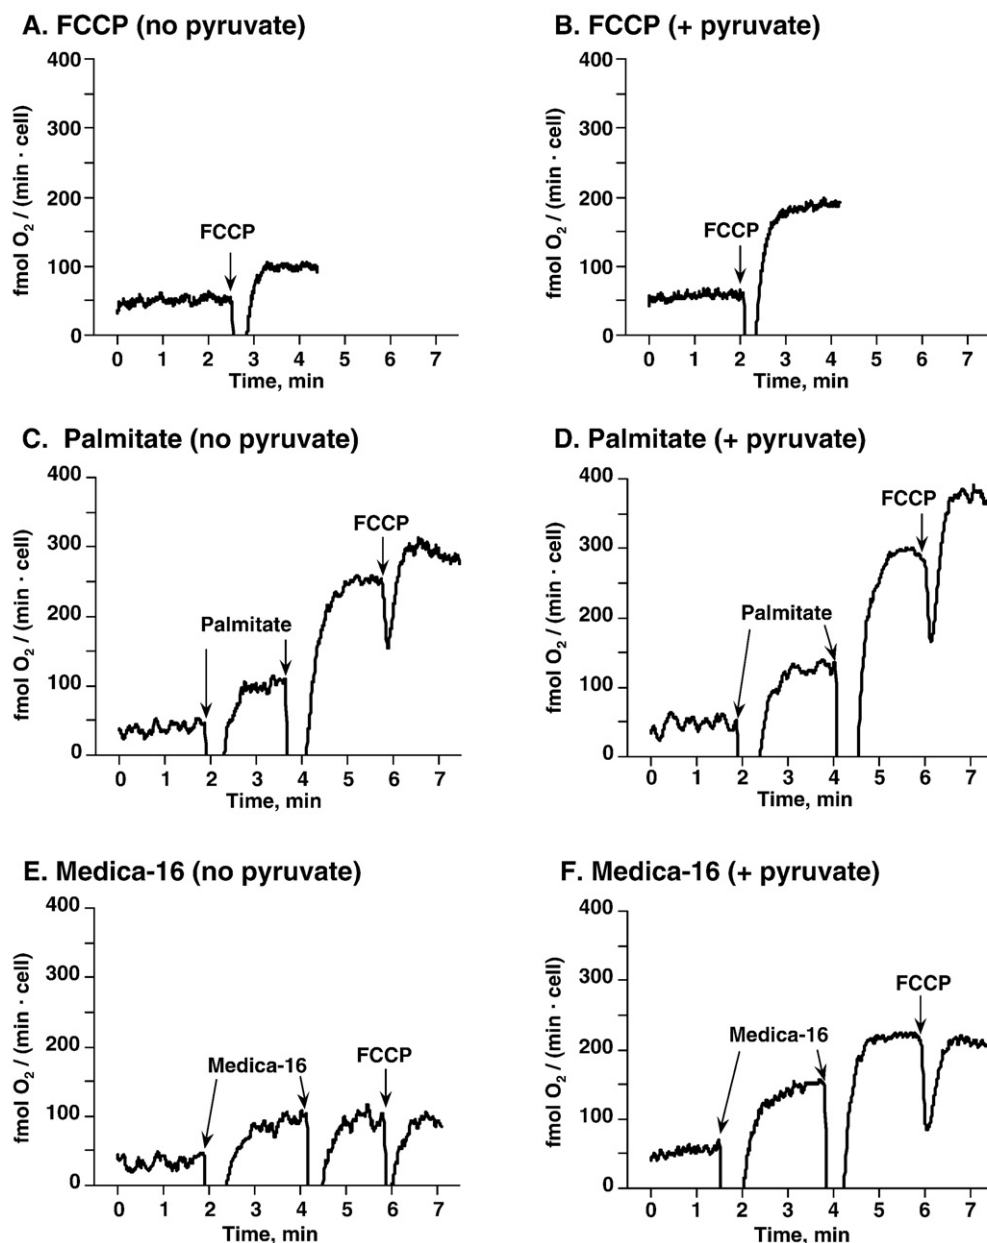 A. FCCP (no pyruvate)
fmol O2 / (min · cell)
400
300
200
100
0
FCCP
0 1 2 3 4 5 6 7
Time, min
B. FCCP (+ pyruvate)
fmol O2 / (min · cell)
400
300
200
100
0
FCCP
0 1 2 3 4 5 6 7
Time, min
C. Palmitate (no pyruvate)
fmol O2 / (min · cell)
400
300
200
100
0
Palmitate
FCCP
0 1 2 3 4 5 6 7
Time, min
D. Palmitate (+ pyruvate)
fmol O2 / (min · cell)
400
300
200
100
0
Palmitate
FCCP
0 1 2 3 4 5 6 7
Time, min
E. Medica-16 (no pyruvate)
fmol O2 / (min · cell)
400
300
200
100
0
Medica-16
FCCP
0 1 2 3 4 5 6 7
Time, min
F. Medica-16 (+ pyruvate)
fmol O2 / (min · cell)
400
300
200
100
0
Medica-16
FCCP
0 1 2 3 4 5 6 7
Time, min